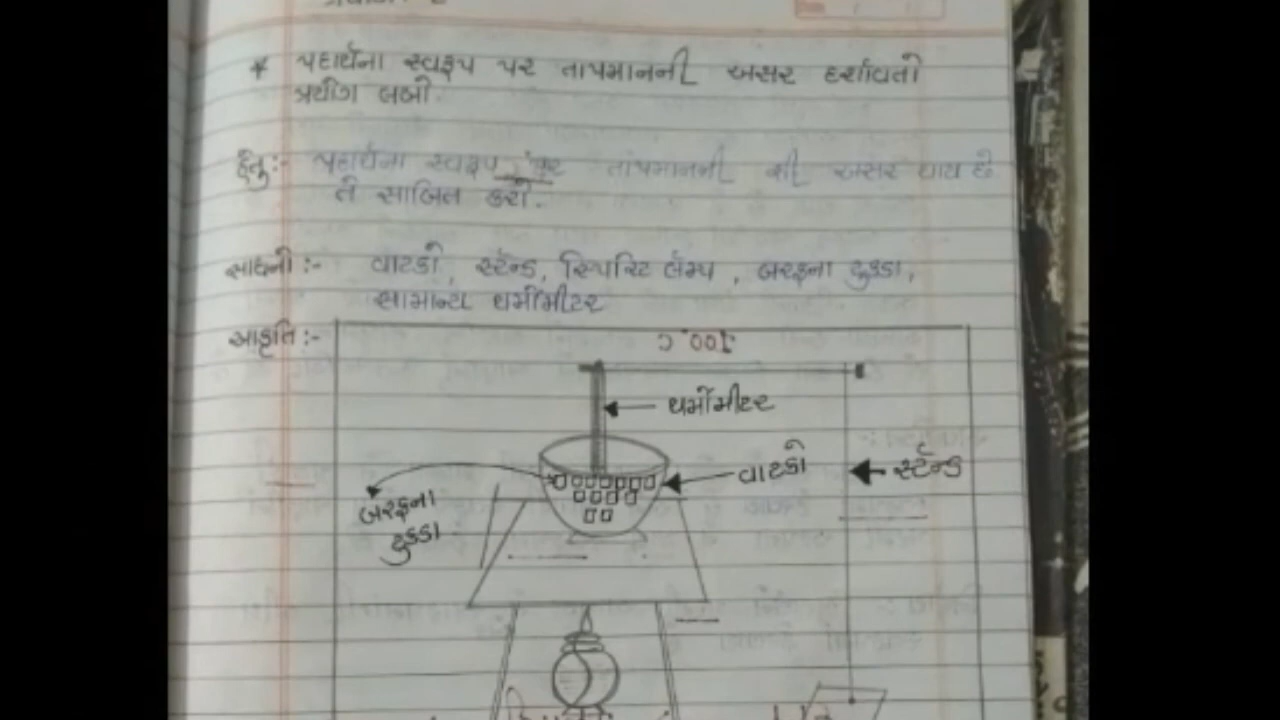 * પદાર્થના સ્વરૂપ પર તાપમાનની અસર દર્શાવતો
પ્રયોગ લખો.
હેતુ:- પદાર્થના સ્વરૂપ પર તાપમાનની શી અસર થાય છે
તે સાબિત કરો.
સાધનો:- વાટકો, સ્ટેન્ડ, સ્પિરિટ લેમ્પ, બરફના ટુકડા,
સામાન્ય થર્મોમીટર
આકૃતિ:-
થર્મોમીટર
વાટકો
સ્ટેન્ડ
બરફના
ટુકડા